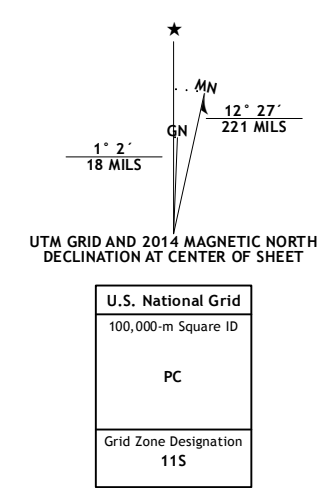 ★
MN
GN
12° 27´
221 MILS
1° 2´
18 MILS
UTM GRID AND 2014 MAGNETIC NORTH
DECLINATION AT CENTER OF SHEET
U.S. National Grid
100,000-m Square ID
PC
Grid Zone Designation
11S